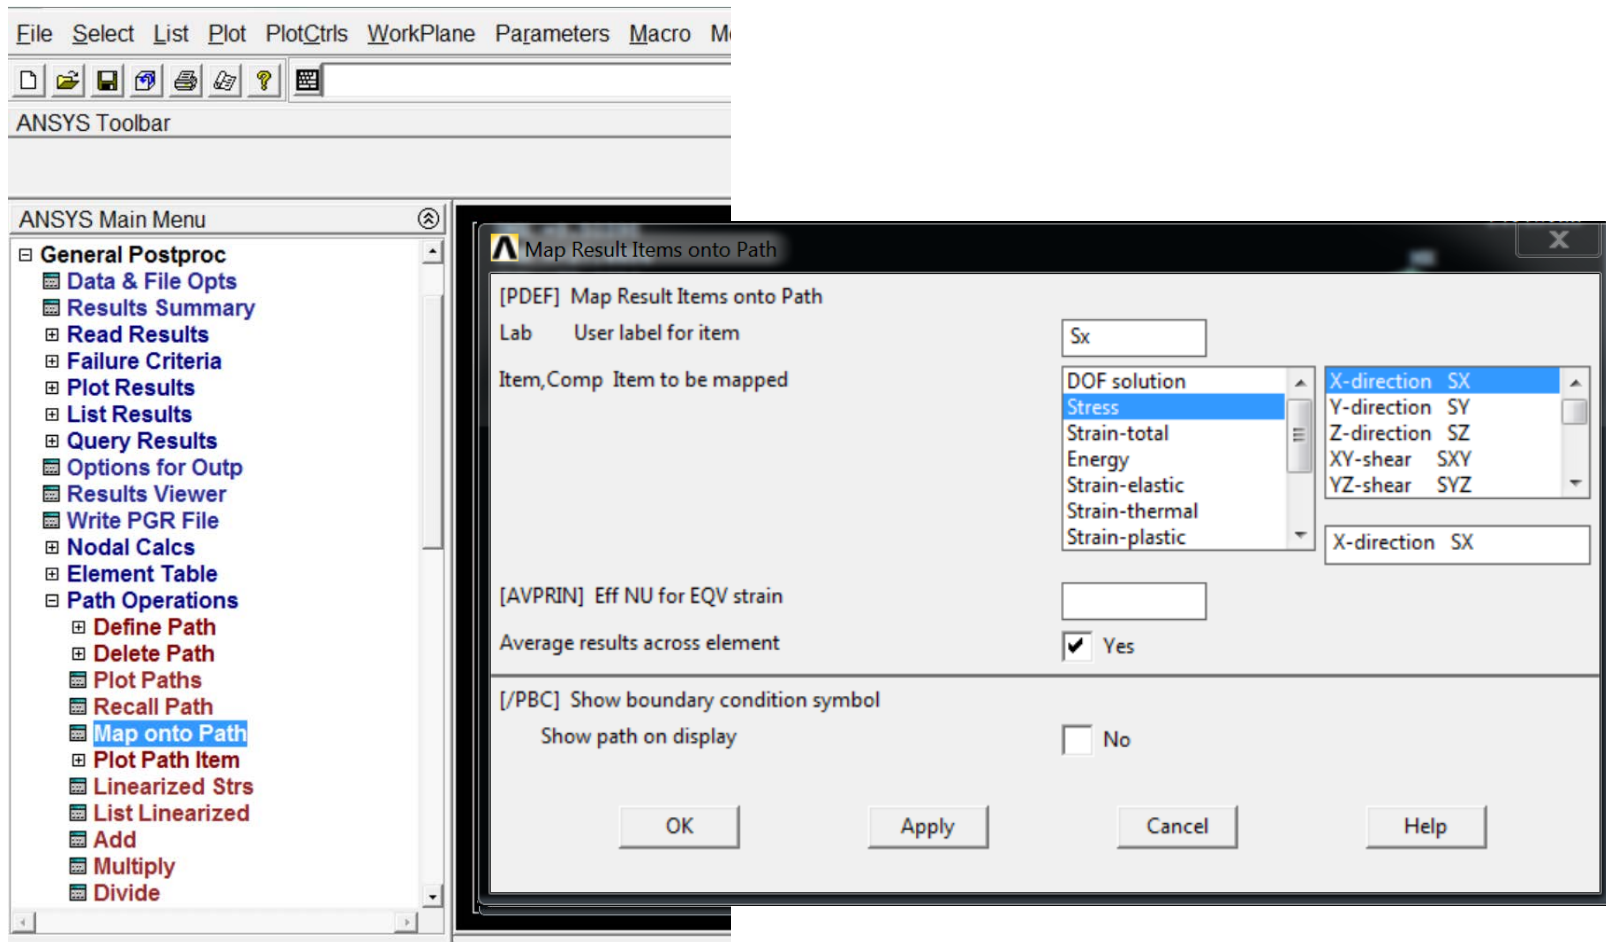 File Select List Plot PlotCtrls WorkPlane Parameters Macro
ANSYS Toolbar
ANSYS Main Menu
General Postproc
Data & File Opts
Results Summary
Read Results
Failure Criteria
Plot Results
List Results
Query Results
Options for Outp
Results Viewer
Write PGR File
Nodal Calcs
Element Table
Path Operations
Define Path
Delete Path
Plot Paths
Recall Path
Map onto Path
Plot Path Item
Linearized Strs
List Linearized
Add
Multiply
Divide
Map Result Items onto Path
[PDEF] Map Result Items onto Path
Lab User label for item
Sx
Item,Comp Item to be mapped
DOF solution
Stress
Strain-total
Energy
Strain-elastic
Strain-thermal
Strain-plastic
X-direction SX
Y-direction SY
Z-direction SZ
XY-shear SXY
YZ-shear SYZ
X-direction SX
[AVPRIN] Eff NU for EQV strain
Average results across element
Yes
[/PBC] Show boundary condition symbol
Show path on display
No
OK Apply Cancel Help